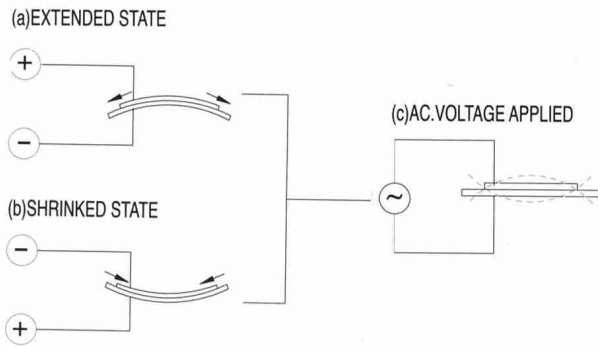 (a)EXTENDED STATE
+
−
(c)AC.VOLTAGE APPLIED
~
(b)SHRINKED STATE
−
+